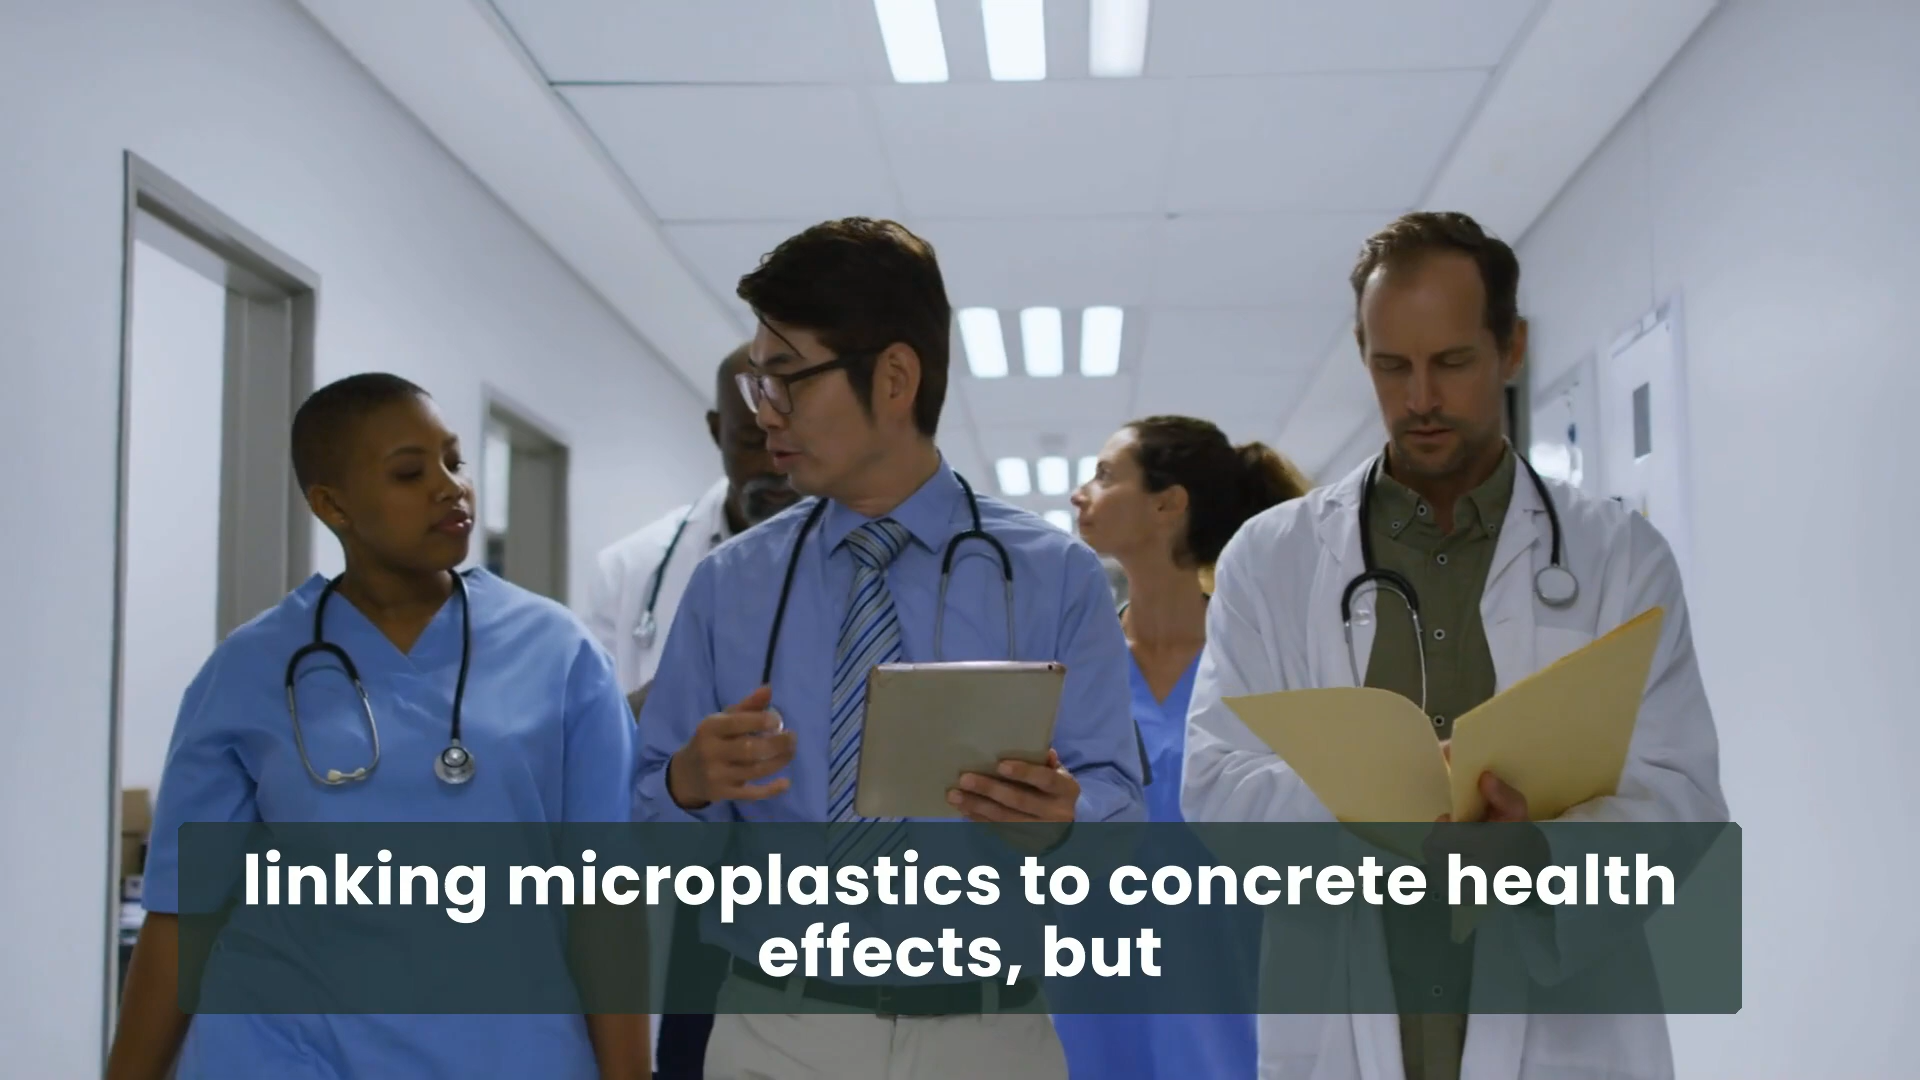 linking microplastics to concrete health
effects, but